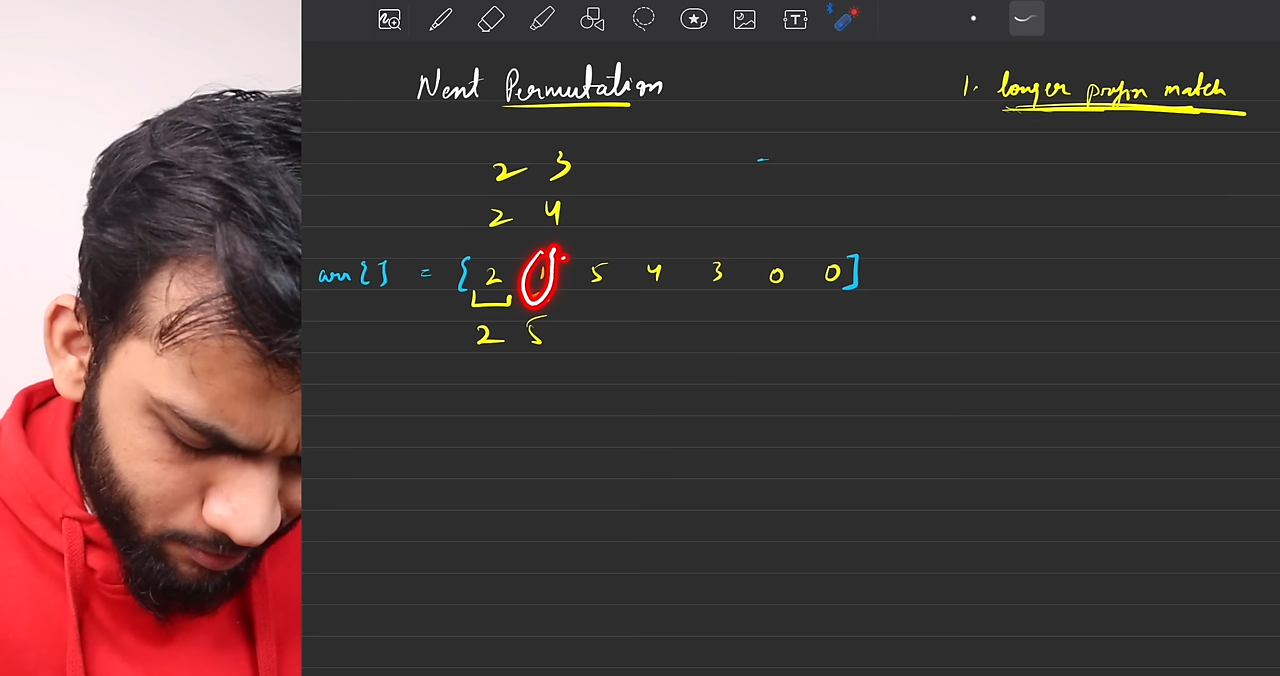 Next Permutation
1. longer prefix match
2 3
2 4
arr[] = [2 1 5 4 3 0 0]
2 5